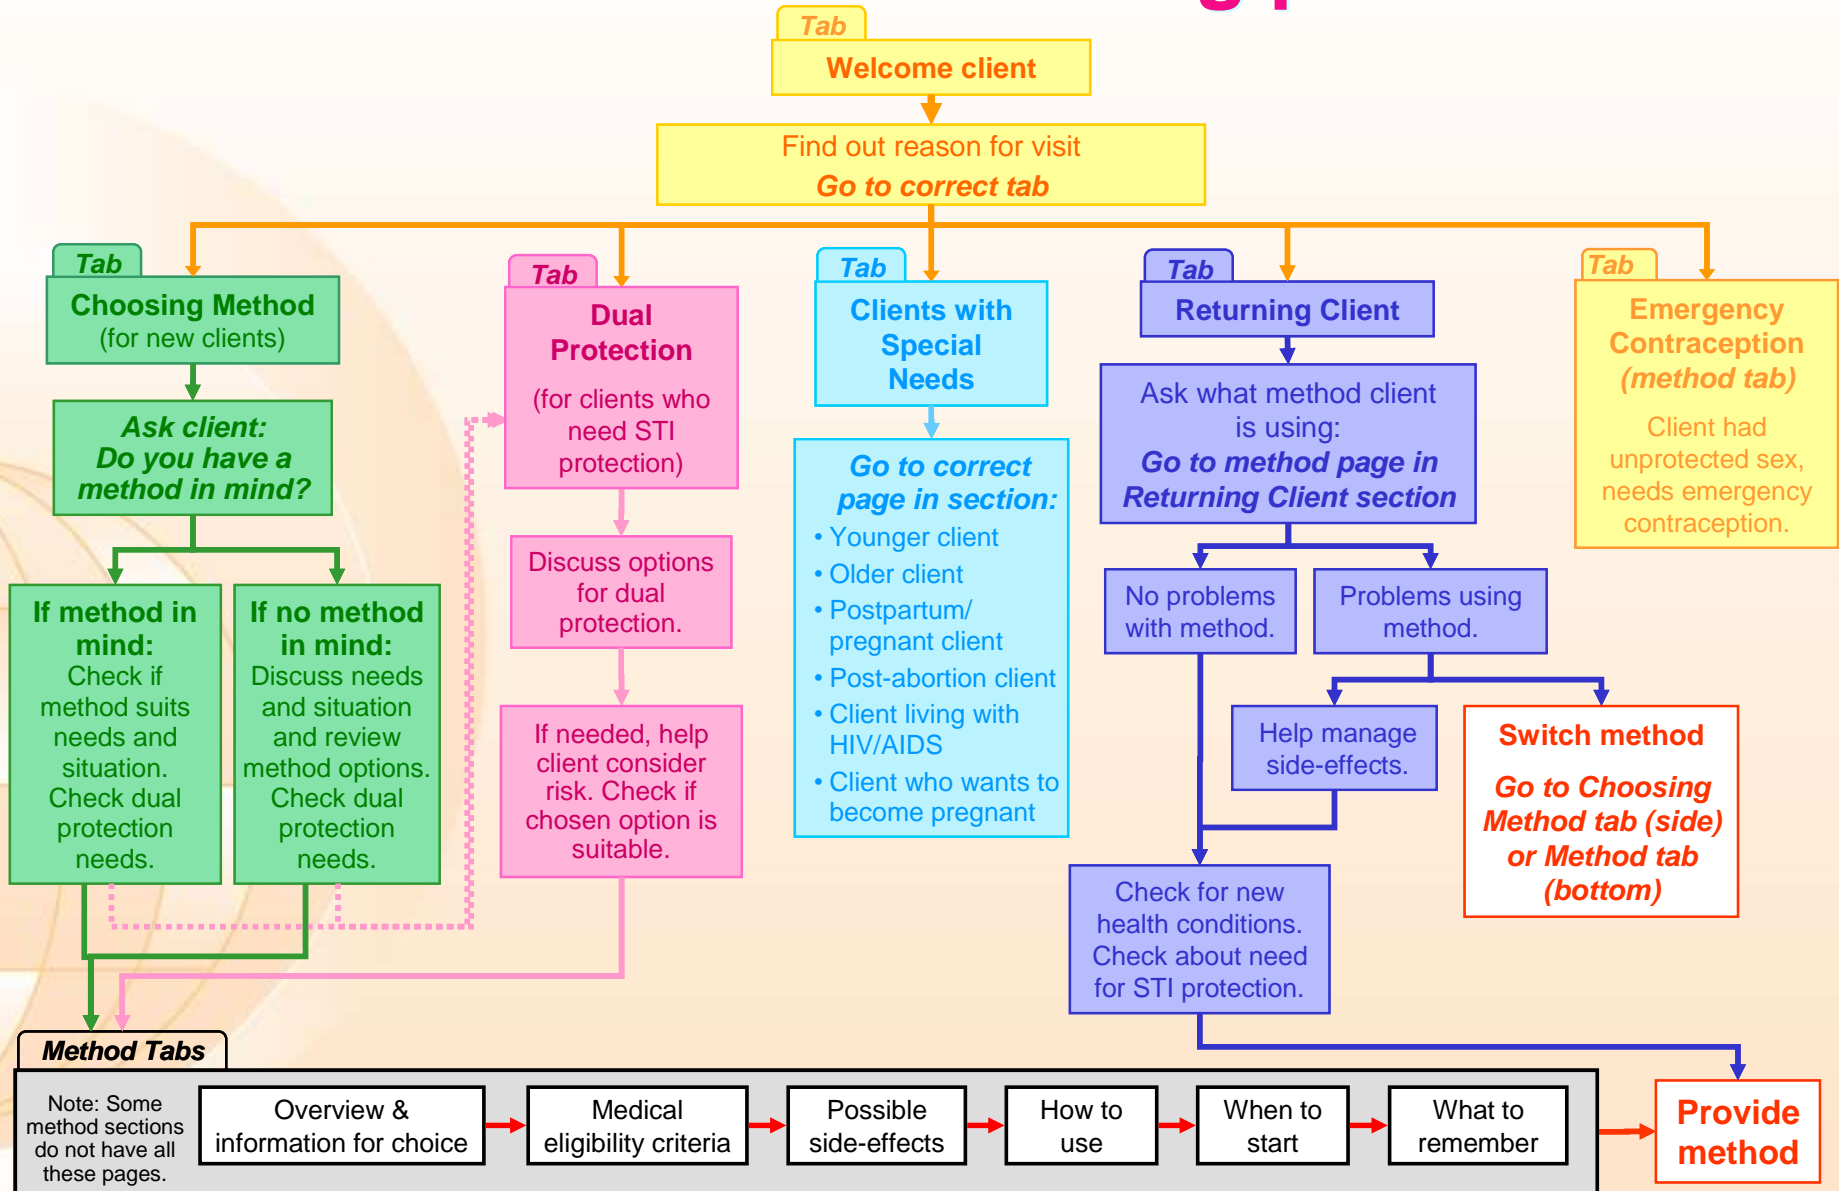 Tab
Welcome client
Find out reason for visit
Go to correct tab
Tab
Choosing Method
(for new clients)
Ask client:
Do you have a
method in mind?
If method in
mind:
Check if
method suits
needs and
situation.
Check dual
protection
needs.
If no method
in mind:
Discuss needs
and situation
and review
method options.
Check dual
protection
needs.
Tab
Dual
Protection
(for clients who
need STI
protection)
Discuss options
for dual
protection.
If needed, help
client consider
risk. Check if
chosen option is
suitable.
Tab
Clients with
Special
Needs
Go to correct
page in section:
• Younger client
• Older client
• Postpartum/
pregnant client
• Post-abortion client
• Client living with
HIV/AIDS
• Client who wants to
become pregnant
Tab
Returning Client
Ask what method client
is using:
Go to method page in
Returning Client section
No problems
with method.
Problems using
method.
Help manage
side-effects.
Switch method
Go to Choosing
Method tab (side)
or Method tab
(bottom)
Check for new
health conditions.
Check about need
for STI protection.
Tab
Emergency
Contraception
(method tab)
Client had
unprotected sex,
needs emergency
contraception.
Method Tabs
Note: Some
method sections
do not have all
these pages.
Overview &
information for choice
Medical
eligibility criteria
Possible
side-effects
How to
use
When to
start
What to
remember
Provide
method